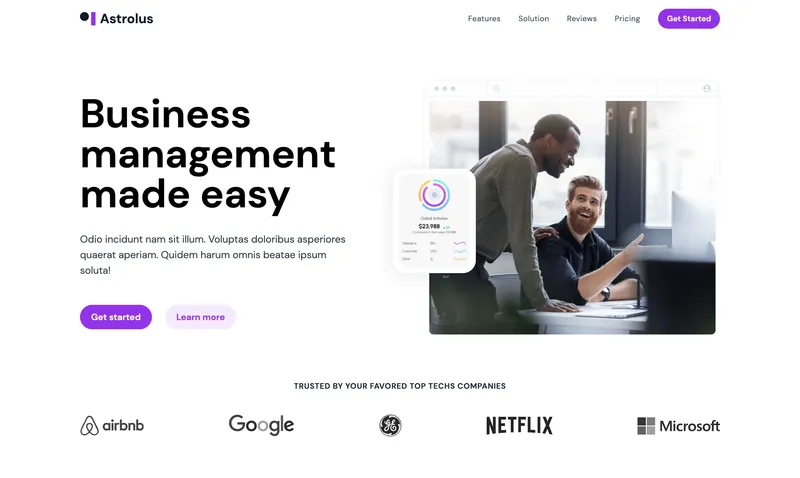 Astrolus
Features
Solution
Reviews
Pricing
Get Started
Business
management
made easy
Odio incidunt nam sit illum. Voluptas doloribus asperiores
quaerat aperiam. Quidem harum omnis beatae ipsum
soluta!
Get started
Learn more
Global Activities
$23,988
TRUSTED BY YOUR FAVORED TOP TECHS COMPANIES
airbnb
Google
GE
NETFLIX
Microsoft